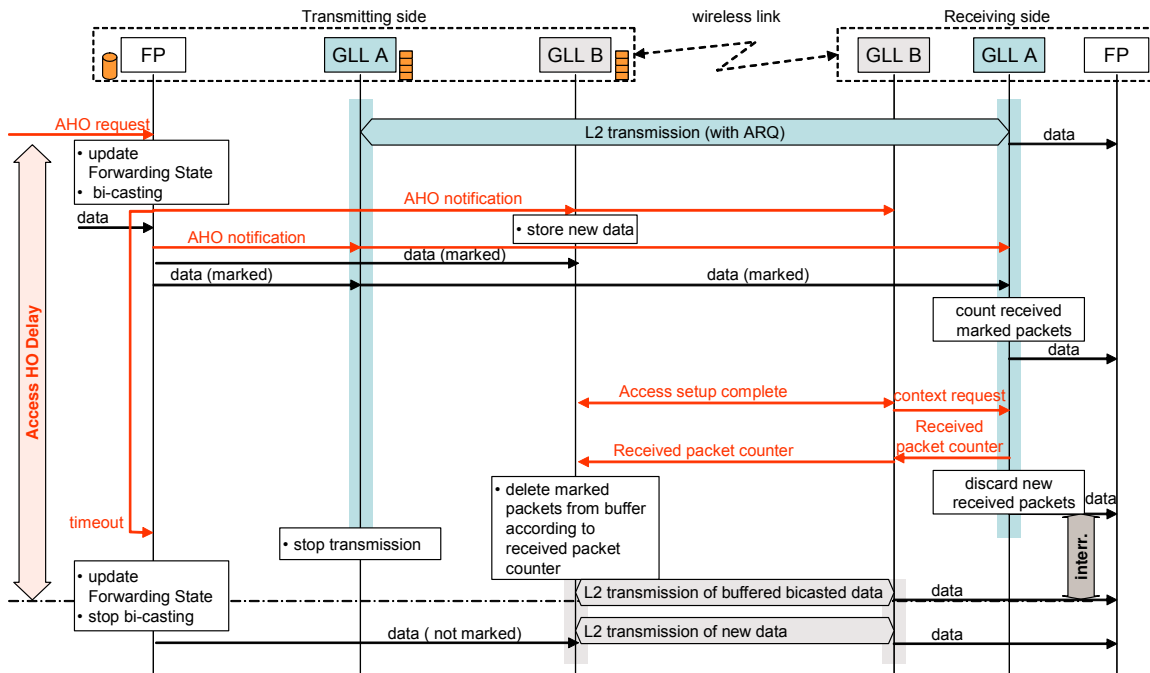 Transmitting side
wireless link
Receiving side
FP
GLL A
GLL B
GLL B
GLL A
FP
AHO request
L2 transmission (with ARQ)
data
• update
Forwarding State
• bi-casting
AHO notification
data
• store new data
AHO notification
data (marked)
data (marked)
data (marked)
count received
marked packets
data
Access HO Delay
Access setup complete
context request
Received
packet counter
Received packet counter
discard new
received packets
data
• delete marked
packets from buffer
according to
received packet
counter
timeout
• stop transmission
interr.
• update
Forwarding State
• stop bi-casting
L2 transmission of buffered bicasted data
data
data ( not marked)
L2 transmission of new data
data